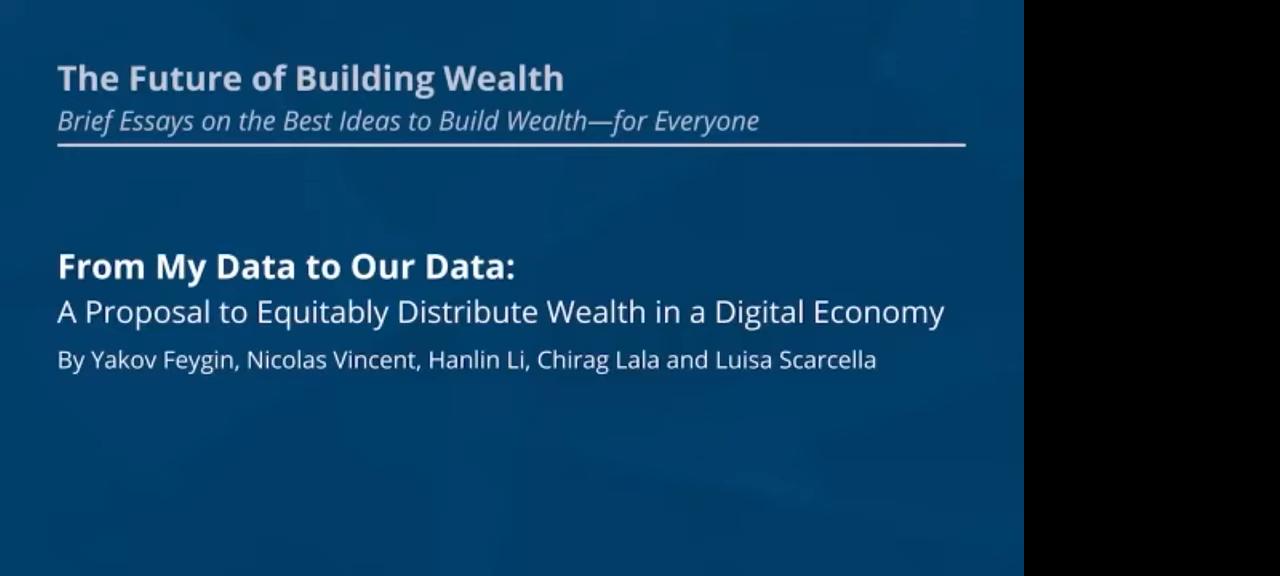 The Future of Building Wealth
Brief Essays on the Best Ideas to Build Wealth—for Everyone
From My Data to Our Data:
A Proposal to Equitably Distribute Wealth in a Digital Economy
By Yakov Feygin, Nicolas Vincent, Hanlin Li, Chirag Lala and Luisa Scarcella